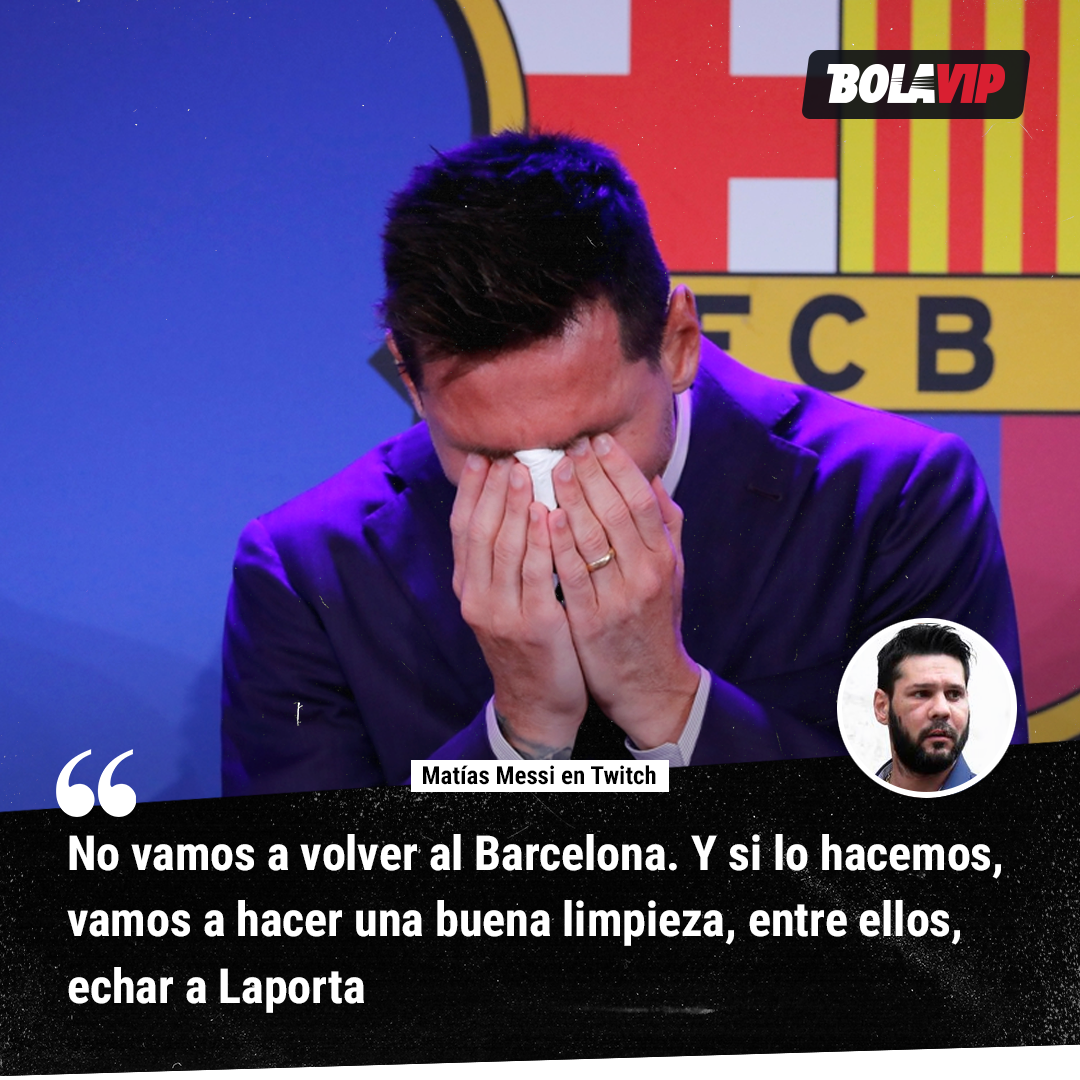 BOLAVIP
FCB
“
Matías Messi en Twitch
No vamos a volver al Barcelona. Y si lo hacemos,
vamos a hacer una buena limpieza, entre ellos,
echar a Laporta